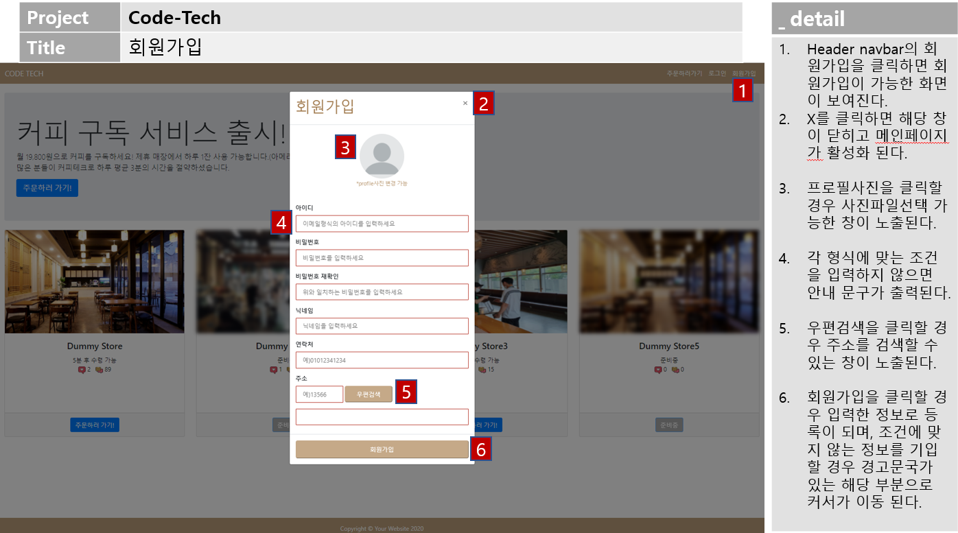 Project
Code-Tech
Title
회원가입
CODE TECH
주문하러가기 로그인 회원가입
1
커피 구독 서비스 출시!
월 19,800원으로 커피를 구독하세요! 제휴 매장에서 하루 1잔 사용 가능합니다.
많은 분들이 커피테크로 하루 평균 3분의 시간을 절약하셨습니다.
주문하러 가기!
회원가입
×
2
3
*profile사진 변경 가능
4
아이디
이메일형식의 아이디를 입력하세요
비밀번호
비밀번호를 입력하세요
비밀번호 재확인
위와 일치하는 비밀번호를 입력하세요
닉네임
닉네임을 입력하세요
연락처
예)01012341234
주소
예)13566
우편검색
5
회원가입
6
Dummy Store
5분 후 수령 가능
2 89
주문하러 가기!
Dummy
준비
1
준비
Store3
가능
15
가기!
Dummy Store5
준비중
0 0
준비중
Copyright © Your Website 2020
_ detail
1. Header navbar의 회
원가입을 클릭하면 회
원가입이 가능한 화면
이 보여진다.
2. X를 클릭하면 해당 창
이 닫히고 메인페이지
가 활성화 된다.
3. 프로필사진을 클릭할
경우 사진파일선택 가
능한 창이 노출된다.
4. 각 형식에 맞는 조건
을 입력하지 않으면
안내 문구가 출력된다.
5. 우편검색을 클릭할 경
우 주소를 검색할 수
있는 창이 노출된다.
6. 회원가입을 클릭할 경
우 입력한 정보로 등
록이 되며, 조건에 맞
지 않는 정보를 기입
할 경우 경고문국가
있는 해당 부분으로
커서가 이동 된다.